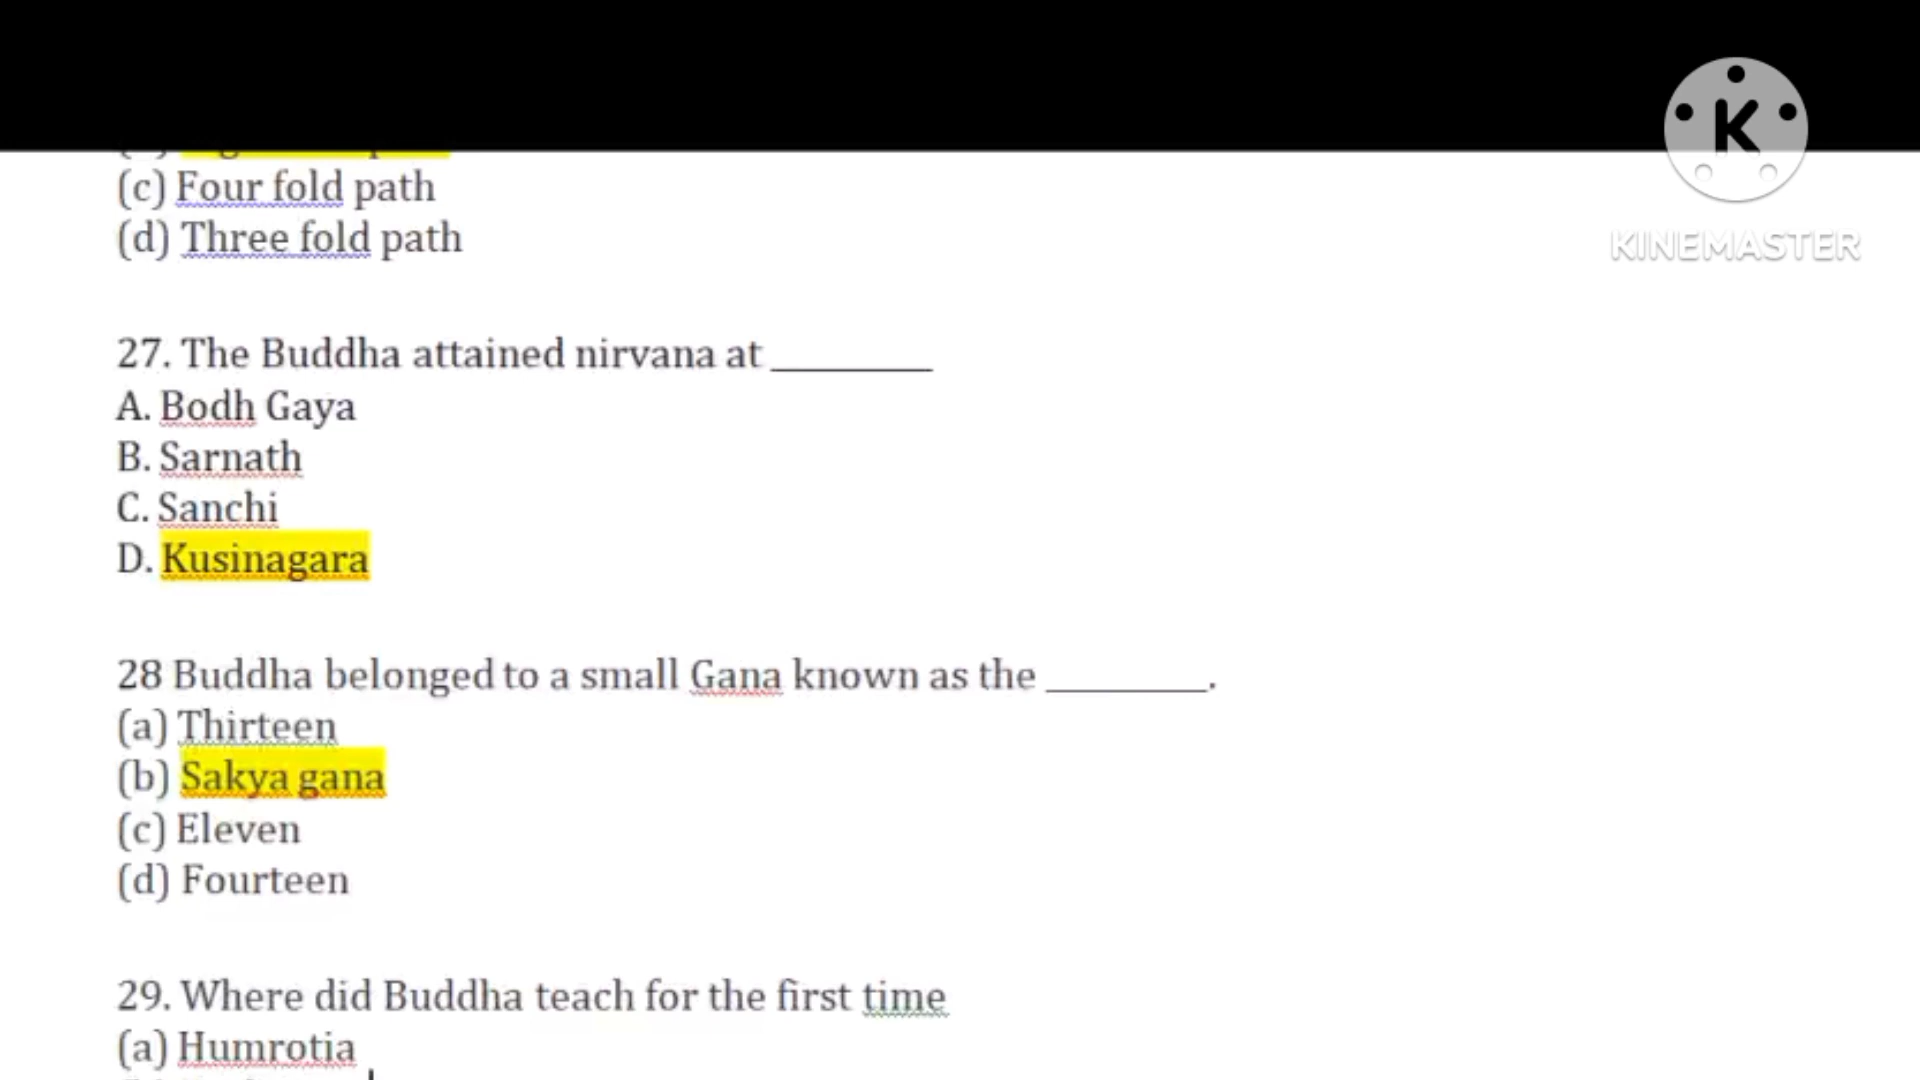 K
KINEMASTER
(c) Four fold path
(d) Three fold path
27. The Buddha attained nirvana at ________
A. Bodh Gaya
B. Sarnath
C. Sanchi
D. Kusinagara
28 Buddha belonged to a small Gana known as the ________.
(a) Thirteen
(b) Sakya gana
(c) Eleven
(d) Fourteen
29. Where did Buddha teach for the first time
(a) Humrotia